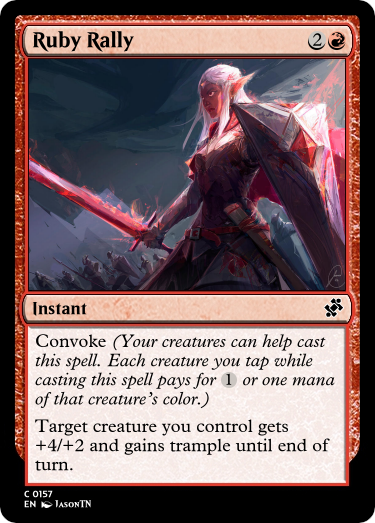 Ruby Rally 2
Instant
Convoke (Your creatures can help cast
this spell. Each creature you tap while
casting this spell pays for 1 or one mana
of that creature's color.)
Target creature you control gets
+4/+2 and gains trample until end of
turn.
C 0157
EN JasonTN